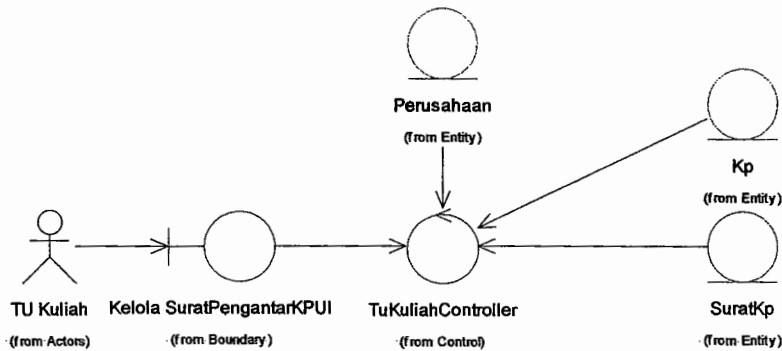 Perusahaan
(from Entity)
Kp
(from Entity)
TU Kuliah
(from Actors)
Kelola SuratPengantarKPUI
(from Boundary)
TuKuliahController
(from Control)
SuratKp
(from Entity)